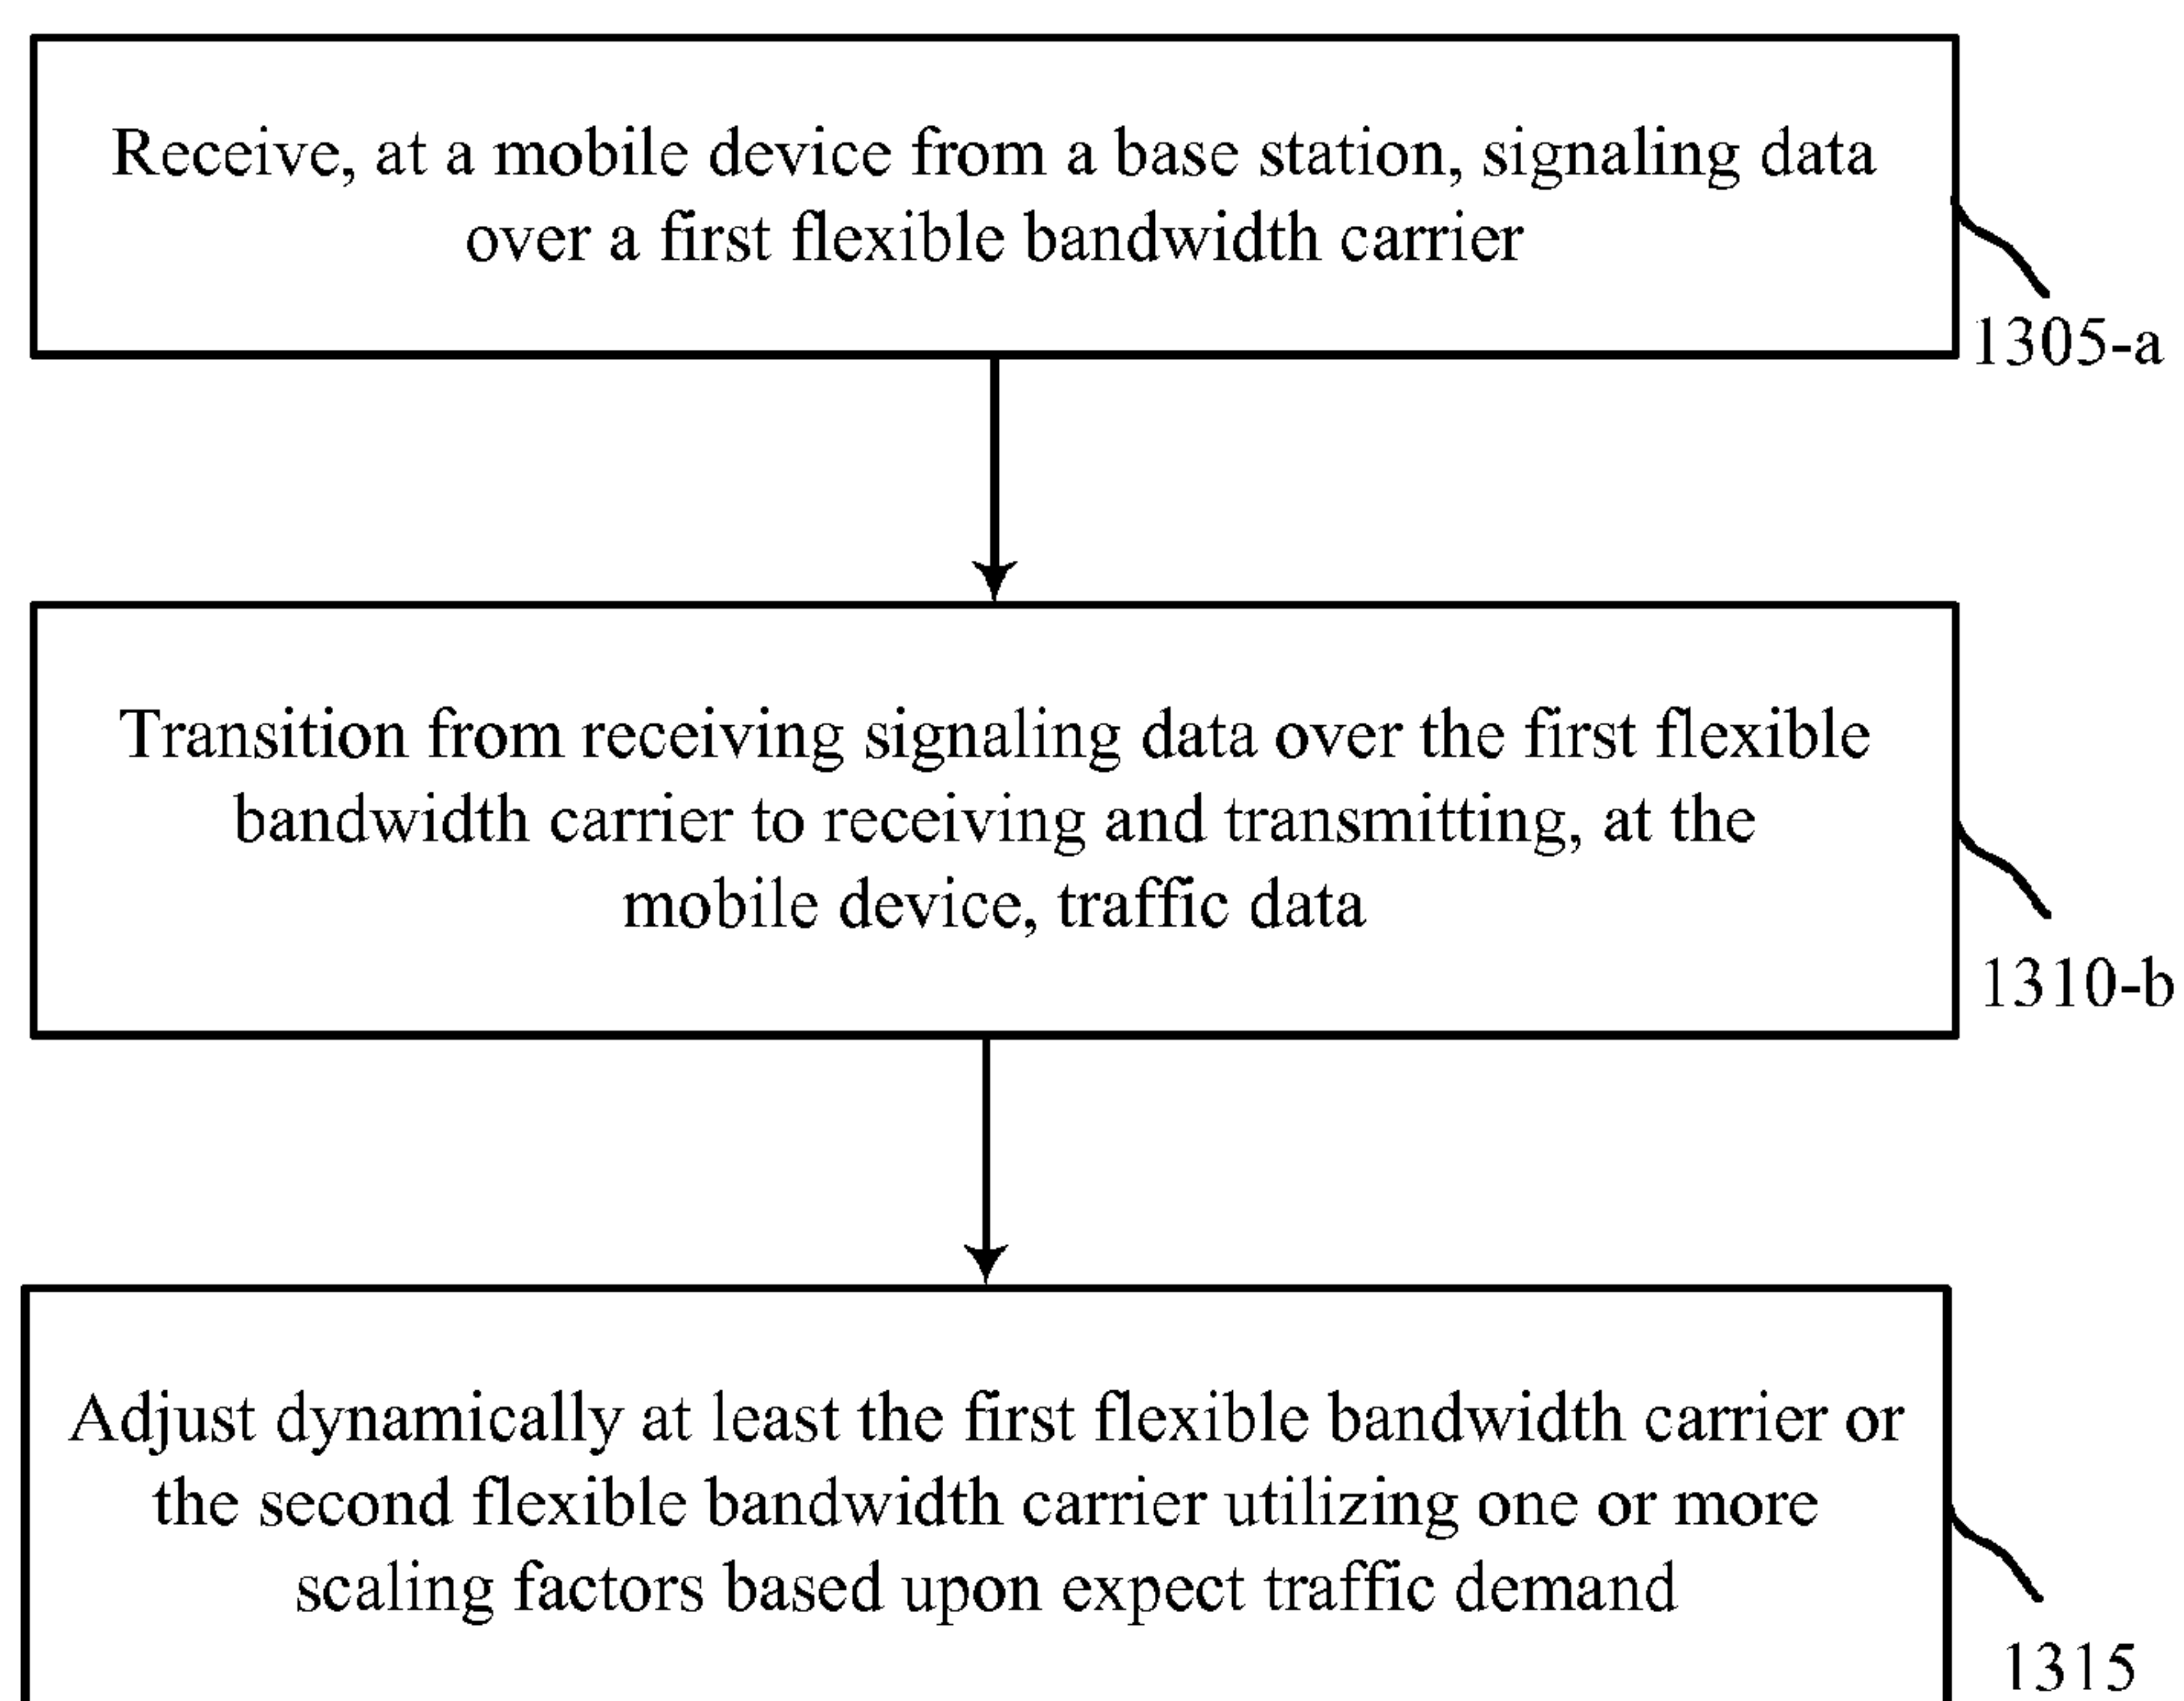 Receive, at a mobile device from a base station, signaling data
over a first flexible bandwidth carrier
1305-a
Transition from receiving signaling data over the first flexible
bandwidth carrier to receiving and transmitting, at the
mobile device, traffic data
1310-b
Adjust dynamically at least the first flexible bandwidth carrier or
the second flexible bandwidth carrier utilizing one or more
scaling factors based upon expect traffic demand
1315